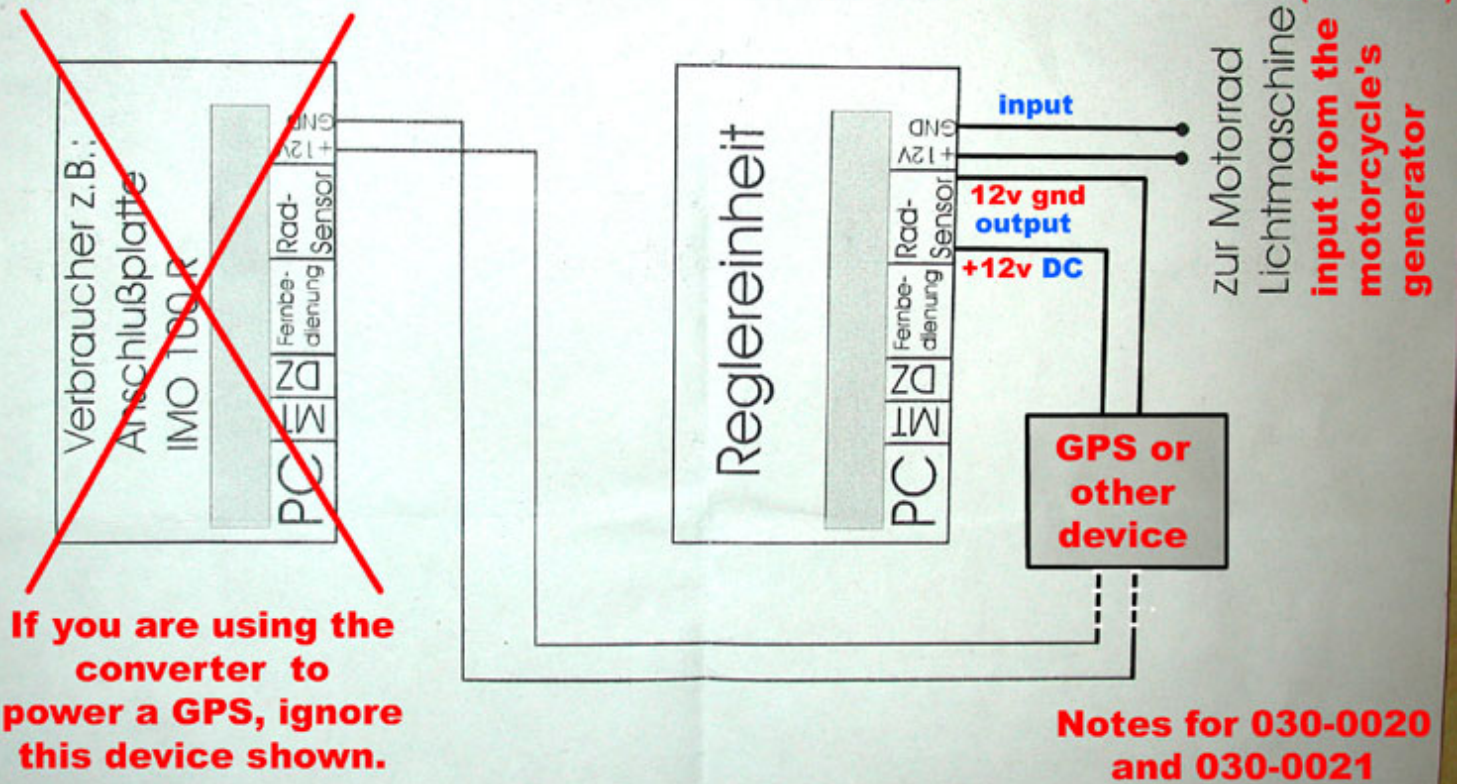 Verbraucher z.B.:
Anschlußplatte
IMO 100 R
GND
+12V
Rad-
Sensor
Fernbe-
dienung
DZ
MT
PC
If you are using the
converter to
power a GPS, ignore
this device shown.
Reglereinheit
GND
+12V
Rad-
Sensor
Fernbe-
dienung
DZ
MT
PC
input
12v gnd
output
+12v DC
GPS or
other
device
zur Motorrad
Lichtmaschine
input from the
motorcycle's
generator
Notes for 030-0020
and 030-0021